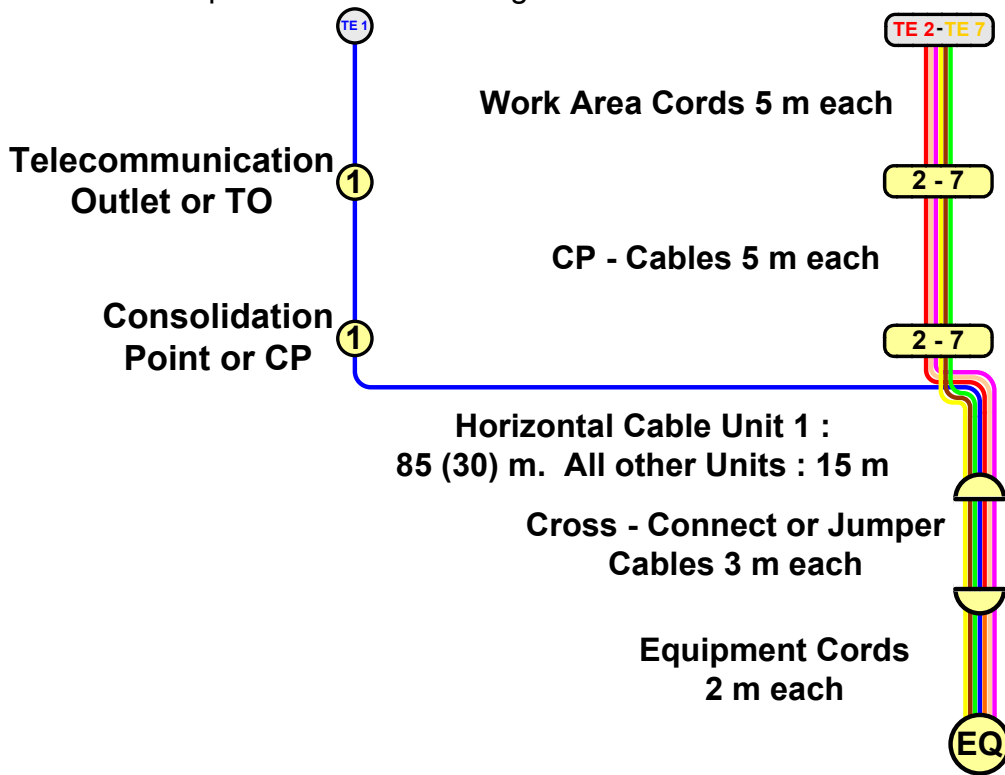 TE 1
TE 2-TE 7
Work Area Cords 5 m each
Telecommunication
Outlet or TO
1
2 - 7
CP - Cables 5 m each
Consolidation
Point or CP
1
2 - 7
Horizontal Cable Unit 1 :
85 (30) m.  All other Units : 15 m
Cross - Connect or Jumper
Cables 3 m each
Equipment Cords
2 m each
EQ